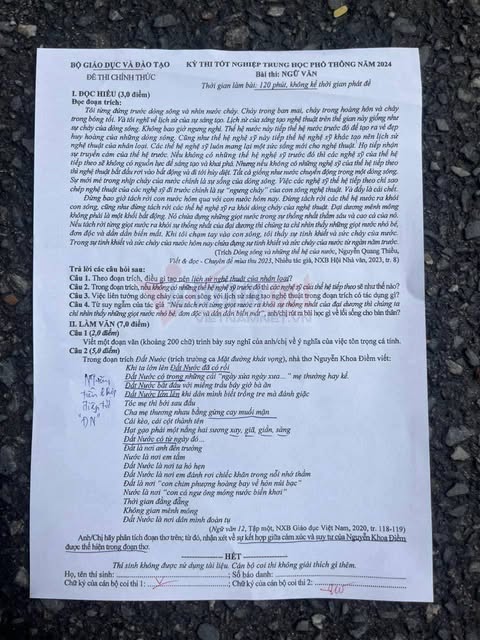 BỘ GIÁO DỤC VÀ ĐÀO TẠO KỲ THI TỐT NGHIỆP TRUNG HỌC PHỔ THÔNG NĂM 2024
ĐỀ THI CHÍNH THỨC Bài thi: NGỮ VĂN
Thời gian làm bài: 120 phút, không kể thời gian phát đề
I. ĐỌC HIỂU (3,0 điểm)
Đọc đoạn trích:
Tôi từng đứng trước dòng sông và nhìn nước chảy. Chảy trong ban mai, chảy trong hoàng hôn và chảy
trong bóng tối. Và tôi nghĩ về lịch sử của sự sáng tạo. Lịch sử của sáng tạo nghệ thuật trên thế gian này giống như
sự chảy của dòng sông. Không bao giờ ngưng nghỉ. Thế hệ nước này tiếp thế hệ nước trước đó để tạo ra vẻ đẹp
huy hoàng của những dòng sông. Cũng như thế hệ nghệ sỹ này tiếp thế hệ nghệ sỹ khác tạo nên lịch sử
nghệ thuật của nhân loại. Các thế hệ nghệ sỹ luôn mang lại một sức sống mới cho nghệ thuật. Họ tiếp nhận
sự truyền cảm của thế hệ trước. Nếu không có những thế hệ nghệ sỹ trước đó thì các nghệ sỹ của thế hệ
tiếp theo sẽ không có nguồn lực để sáng tạo và khai phá. Nhưng nếu không có những nghệ sỹ của thế hệ tiếp theo
thì nghệ thuật bắt đầu rơi vào bất động và đi tới hủy diệt. Tất cả giống như nước chuyển động trong một dòng sông.
Sự mới mẻ trong nhịp chảy của nước chính là sự sống của dòng sông. Việc các nghệ sỹ thế hệ tiếp theo chỉ sao
chép nghệ thuật của các nghệ sỹ đi trước chính là sự "ngưng chảy" của con sông nghệ thuật. Và đấy là cái chết.
Đừng bao giờ tách rời con nước hôm qua với con nước hôm nay. Đừng tách rời các thế hệ nước ra khỏi
con sông, cũng như đừng tách rời các thế hệ nghệ sỹ ra khỏi dòng chảy của nghệ thuật. Đại dương mênh mông
không phải là một khối bất động. Nó chứa đựng những giọt nước trong sự thống nhất thẳm sâu và cao cả của nó.
Nếu tách rời từng giọt nước ra khỏi sự thống nhất của đại dương thì chúng ta chỉ nhìn thấy những giọt nước nhỏ bé,
đơn độc và dần dần biến mất. Khi tôi chạm tay vào con sông, tôi thấy sự tinh khiết và sức chảy của nước.
Trong sự tinh khiết và sức chảy của nước hôm nay chứa đựng sự tinh khiết và sức chảy của nước từ ngàn năm trước.
(Trích Dòng sông và những thế hệ của nước, Nguyễn Quang Thiều,
Viết & đọc - Chuyên đề mùa thu 2023, Nhiều tác giả, NXB Hội Nhà văn, 2023, tr. 8)
Trả lời các câu hỏi sau:
Câu 1. Theo đoạn trích, điều gì tạo nên lịch sử nghệ thuật của nhân loại?
Câu 2. Trong đoạn trích, nếu không có những thế hệ nghệ sỹ trước đó thì các nghệ sỹ của thế hệ tiếp theo sẽ như thế nào?
Câu 3. Việc liên tưởng dòng chảy của con sông với lịch sử sáng tạo nghệ thuật trong đoạn trích có tác dụng gì?
Câu 4. Từ suy ngẫm của tác giả "Nếu tách rời từng giọt nước ra khỏi sự thống nhất của đại dương thì chúng ta
chỉ nhìn thấy những giọt nước nhỏ bé, đơn độc và dần dần biến mất", anh/chị rút ra bài học gì về lối sống cho bản thân?
II. LÀM VĂN (7,0 điểm)
Câu 1 (2,0 điểm)
Viết một đoạn văn (khoảng 200 chữ) trình bày suy nghĩ của anh/chị về ý nghĩa của việc tôn trọng cá tính.
Câu 2 (5,0 điểm)
Trong đoạn trích Đất Nước (trích trường ca Mặt đường khát vọng), nhà thơ Nguyễn Khoa Điềm viết:
Khi ta lớn lên Đất Nước đã có rồi
Đất Nước có trong những cái "ngày xửa ngày xưa..." mẹ thường hay kể.
Đất Nước bắt đầu với miếng trầu bây giờ bà ăn
Đất Nước lớn lên khi dân mình biết trồng tre mà đánh giặc
Tóc mẹ thì bới sau đầu
Cha mẹ thương nhau bằng gừng cay muối mặn
Cái kèo, cái cột thành tên
Hạt gạo phải một nắng hai sương xay, giã, giần, sàng
Đất Nước có từ ngày đó...
Đất là nơi anh đến trường
Nước là nơi em tắm
Đất Nước là nơi ta hò hẹn
Đất Nước là nơi em đánh rơi chiếc khăn trong nỗi nhớ thầm
Đất là nơi "con chim phượng hoàng bay về hòn núi bạc"
Nước là nơi "con cá ngư ông móng nước biển khơi"
Thời gian đằng đẵng
Không gian mênh mông
Đất Nước là nơi dân mình đoàn tụ
"ĐN"
(Ngữ văn 12, Tập một, NXB Giáo dục Việt Nam, 2020, tr. 118-119)
Anh/Chị hãy phân tích đoạn thơ trên; từ đó, nhận xét về sự kết hợp giữa cảm xúc và suy tư của Nguyễn Khoa Điềm
được thể hiện trong đoạn thơ.
HẾT
Thí sinh không được sử dụng tài liệu. Cán bộ coi thi không giải thích gì thêm.
Họ, tên thí sinh: Số báo danh:
Chữ ký của cán bộ coi thi 1: Chữ ký của cán bộ coi thi 2: